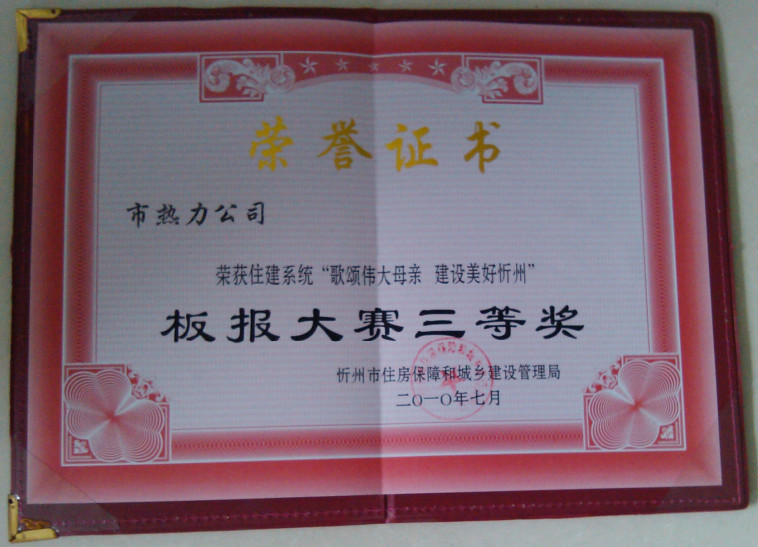 荣誉证书
市热力公司
荣获住建系统“歌颂伟大母亲 建设美好忻州”
板报大赛三等奖
忻州市住房保障和城乡建设管理局
二〇一〇年七月